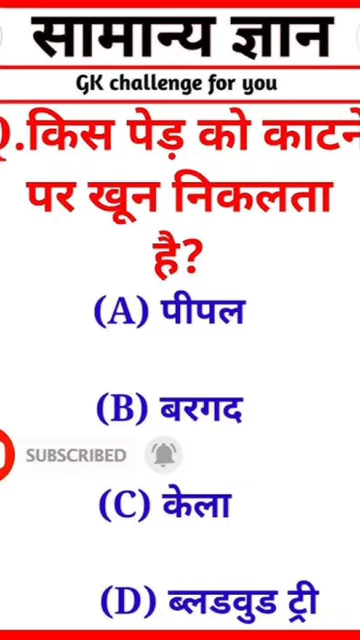 सामान्य ज्ञान
GK challenge for you
Q.किस पेड़ को काटने
पर खून निकलता
है?
(A) पीपल
(B) बरगद
SUBSCRIBED
(C) केला
(D) ब्लडवुड ट्री